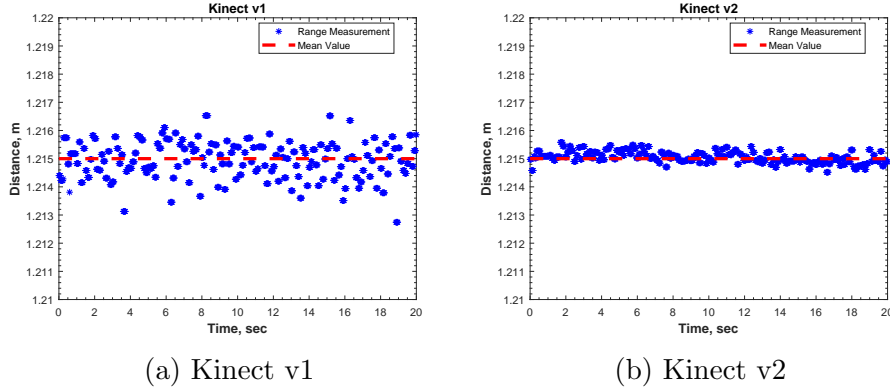 Kinect v1
Range Measurement
Mean Value
1.22
1.219
1.218
1.217
1.216
1.215
1.214
1.213
1.212
1.211
1.21
Distance, m
0 2 4 6 8 10 12 14 16 18 20
Time, sec
(a) Kinect v1
Kinect v2
Range Measurement
Mean Value
1.22
1.219
1.218
1.217
1.216
1.215
1.214
1.213
1.212
1.211
1.21
Distance, m
0 2 4 6 8 10 12 14 16 18 20
Time, sec
(b) Kinect v2